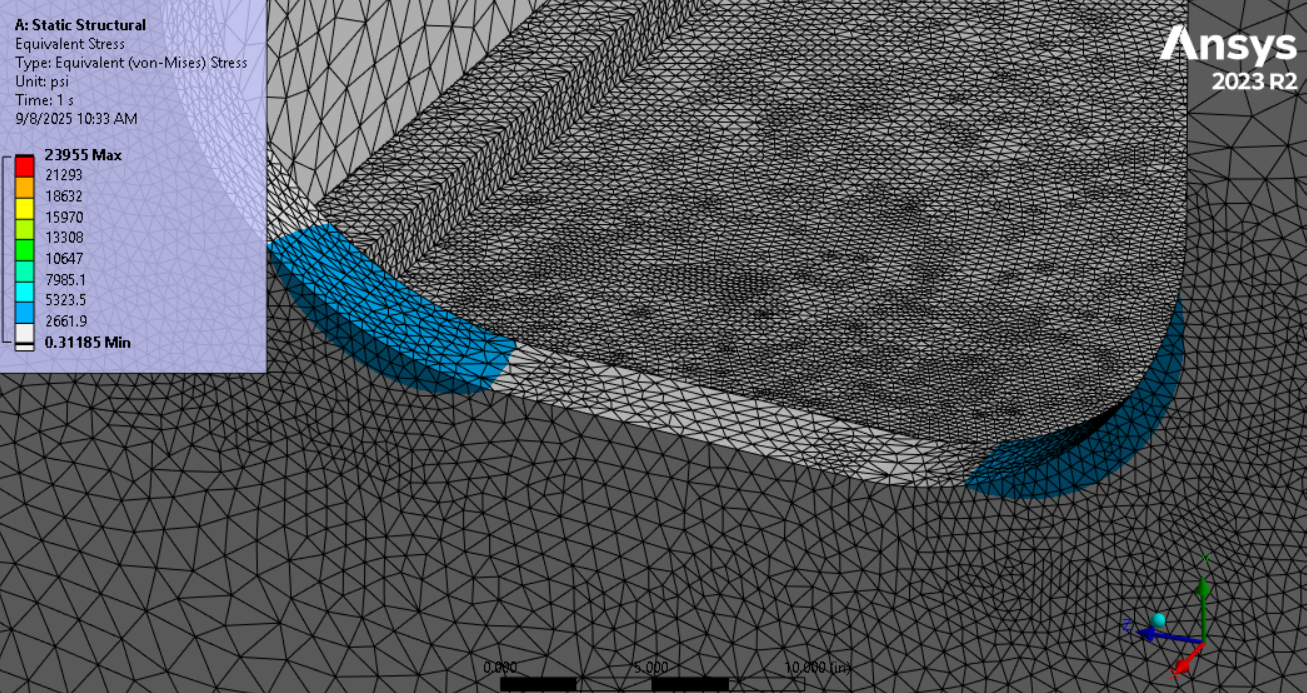 A: Static Structural
Equivalent Stress
Type: Equivalent (von-Mises) Stress
Unit: psi
Time: 1 s
9/8/2025 10:33 AM
23955 Max
21293
18632
15970
13308
10647
7985.1
5323.5
2661.9
0.31185 Min
Ansys
2023 R2
Y
Z
X
0.000 5.000 10.000 (in)